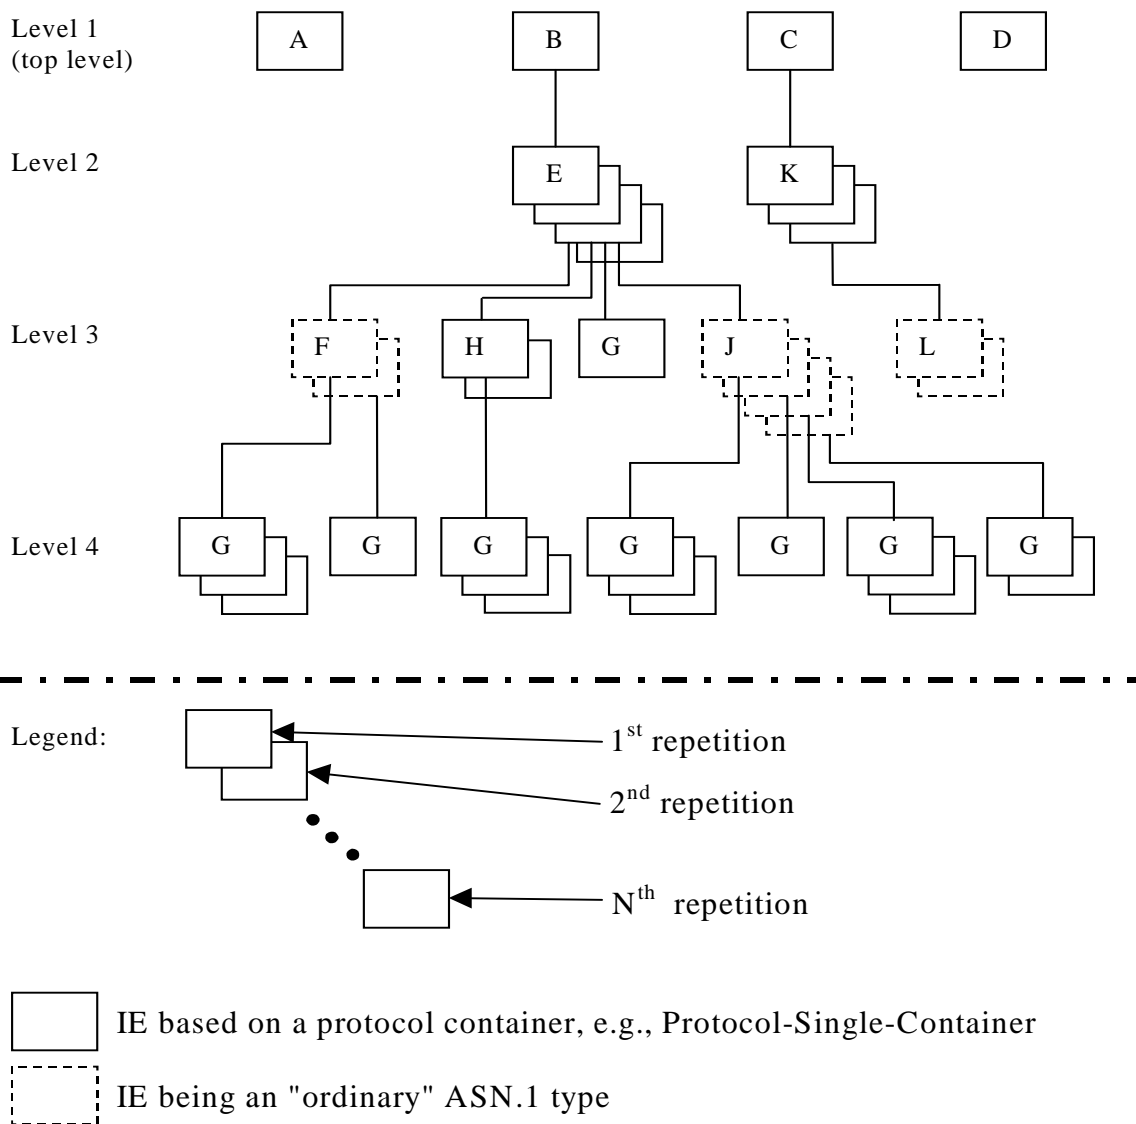 Level 1
(top level)
A B C D
Level 2
E K
Level 3
F H G J L
Level 4
G G G G G G G
Legend:
1st repetition
2nd repetition
Nth repetition
IE based on a protocol container, e.g., Protocol-Single-Container
IE being an "ordinary" ASN.1 type